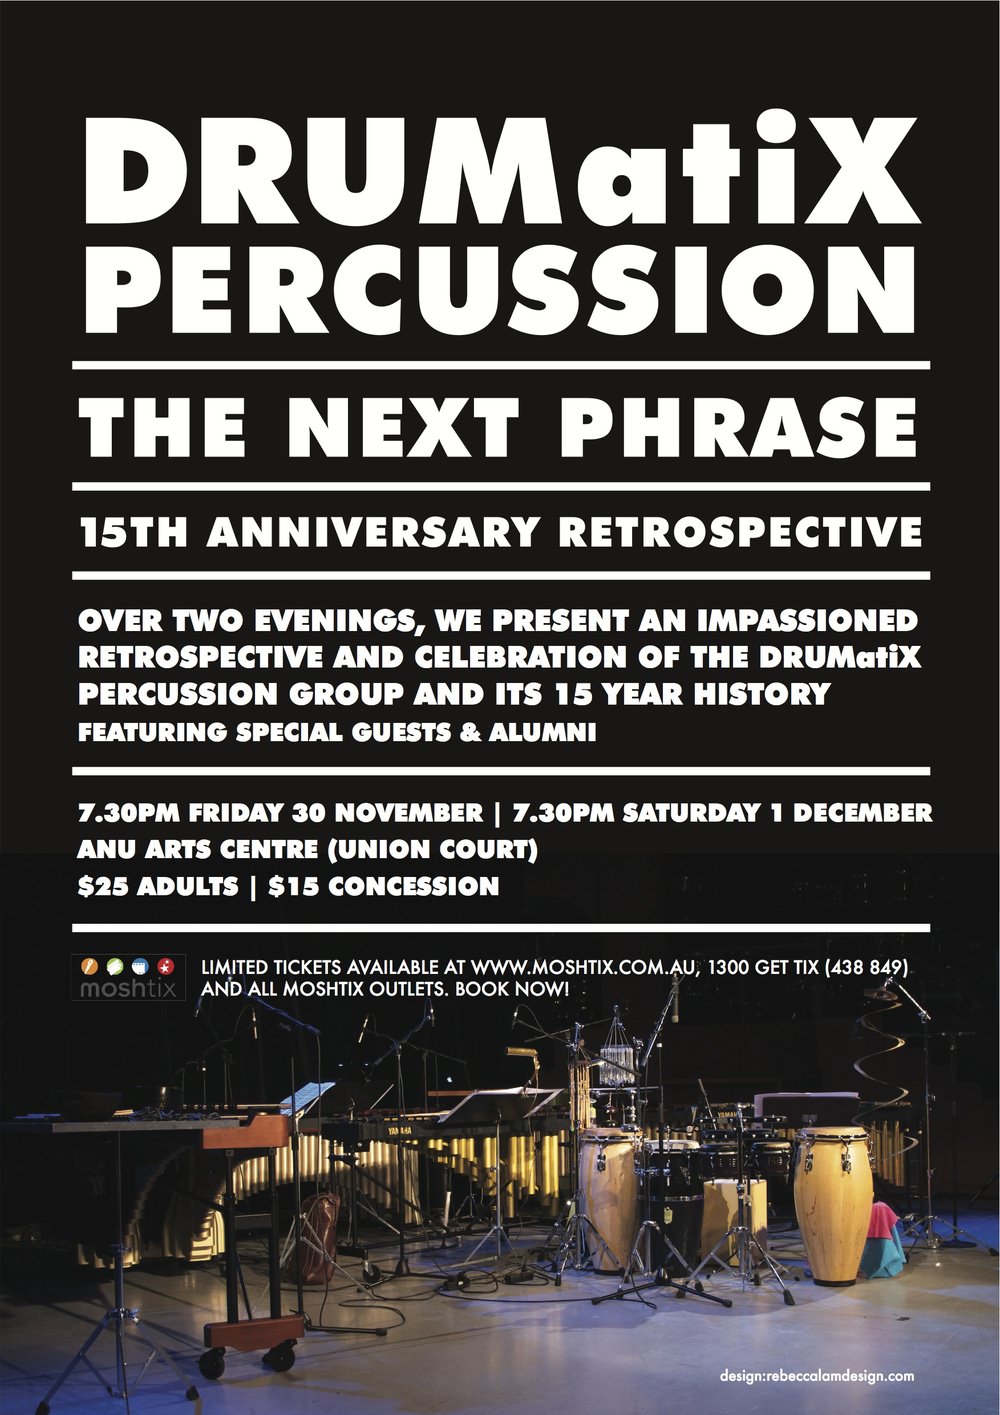 DRUMatiX
PERCUSSION
THE NEXT PHRASE
15TH ANNIVERSARY RETROSPECTIVE
OVER TWO EVENINGS, WE PRESENT AN IMPASSIONED
RETROSPECTIVE AND CELEBRATION OF THE DRUMatiX
PERCUSSION GROUP AND ITS 15 YEAR HISTORY
FEATURING SPECIAL GUESTS & ALUMNI
7.30PM FRIDAY 30 NOVEMBER | 7.30PM SATURDAY 1 DECEMBER
ANU ARTS CENTRE (UNION COURT)
$25 ADULTS | $15 CONCESSION
moshtix
LIMITED TICKETS AVAILABLE AT WWW.MOSHTIX.COM.AU, 1300 GET TIX (438 849)
AND ALL MOSHTIX OUTLETS. BOOK NOW!
YAMAHA
YAMAHA
design:rebeccalamdesign.com